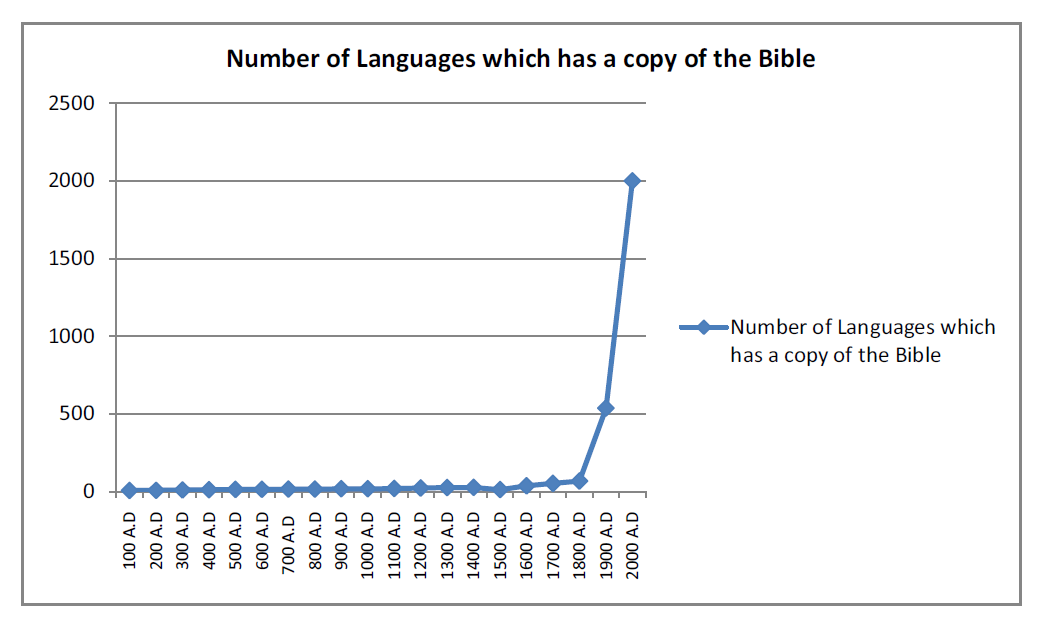 Number of Languages which has a copy of the Bible
2500
2000
1500
1000
500
0
100 A.D
200 A.D
300 A.D
400 A.D
500 A.D
600 A.D
700 A.D
800 A.D
900 A.D
1000 A.D
1100 A.D
1200 A.D
1300 A.D
1400 A.D
1500 A.D
1600 A.D
1700 A.D
1800 A.D
1900 A.D
2000 A.D
Number of Languages which
has a copy of the Bible